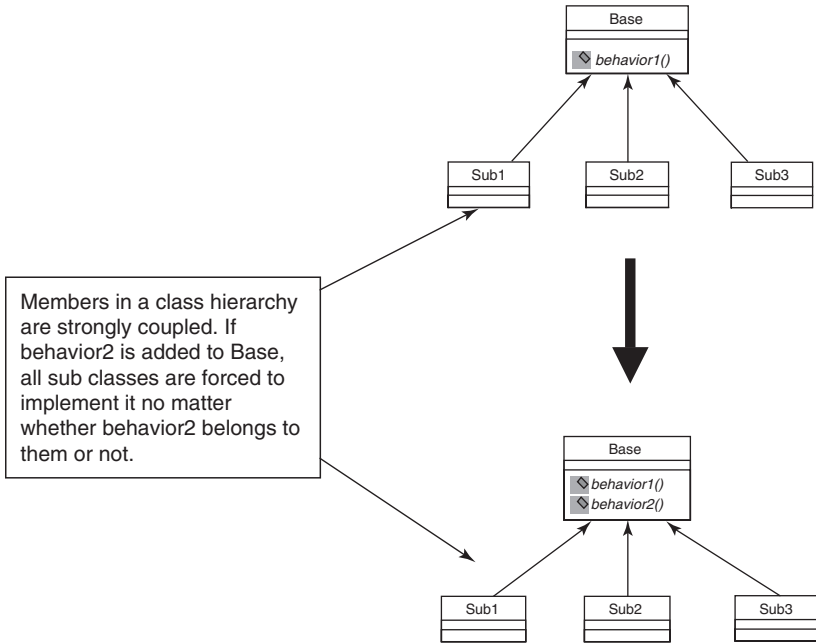 Base
behavior1()
Sub1
Sub2
Sub3
Members in a class hierarchy
are strongly coupled. If
behavior2 is added to Base,
all sub classes are forced to
implement it no matter
whether behavior2 belongs to
them or not.
Base
behavior1()
behavior2()
Sub1
Sub2
Sub3